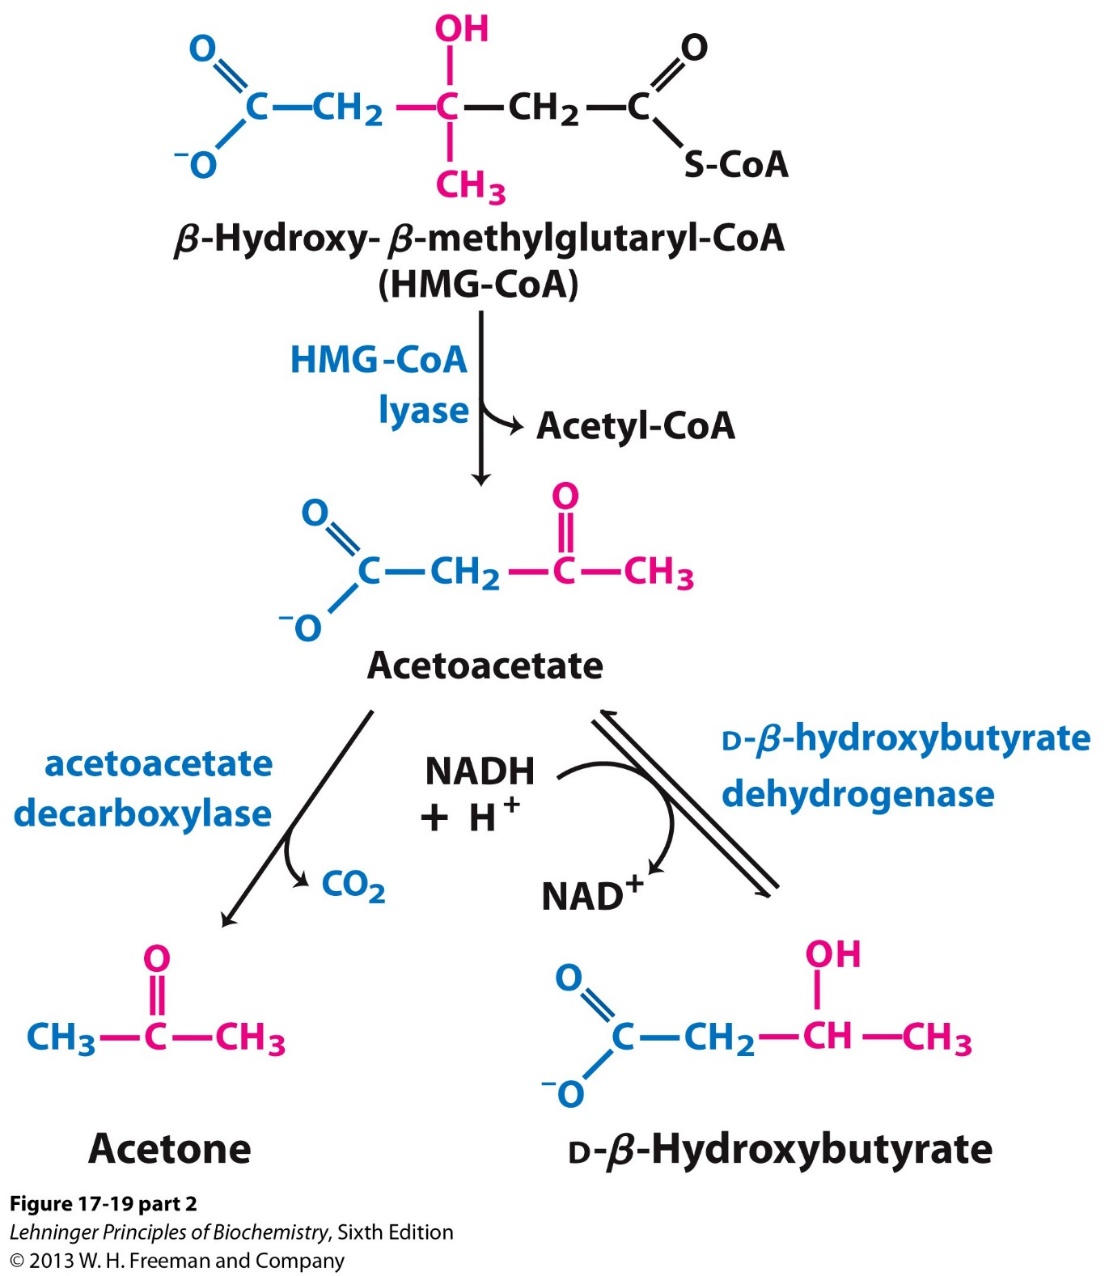 OH
O
O
C—CH₂—C—CH₂—C
⁻O
S-CoA
CH₃
β-Hydroxy-β-methylglutaryl-CoA
(HMG-CoA)
HMG-CoA
lyase
Acetyl-CoA
O
O
C—CH₂—C—CH₃
⁻O
Acetoacetate
acetoacetate
decarboxylase
NADH
+ H⁺
D-β-hydroxybutyrate
dehydrogenase
CO₂
NAD⁺
O
CH₃—C—CH₃
Acetone
OH
O
C—CH₂—CH—CH₃
⁻O
D-β-Hydroxybutyrate
Figure 17-19 part 2
Lehninger Principles of Biochemistry, Sixth Edition
© 2013 W. H. Freeman and Company